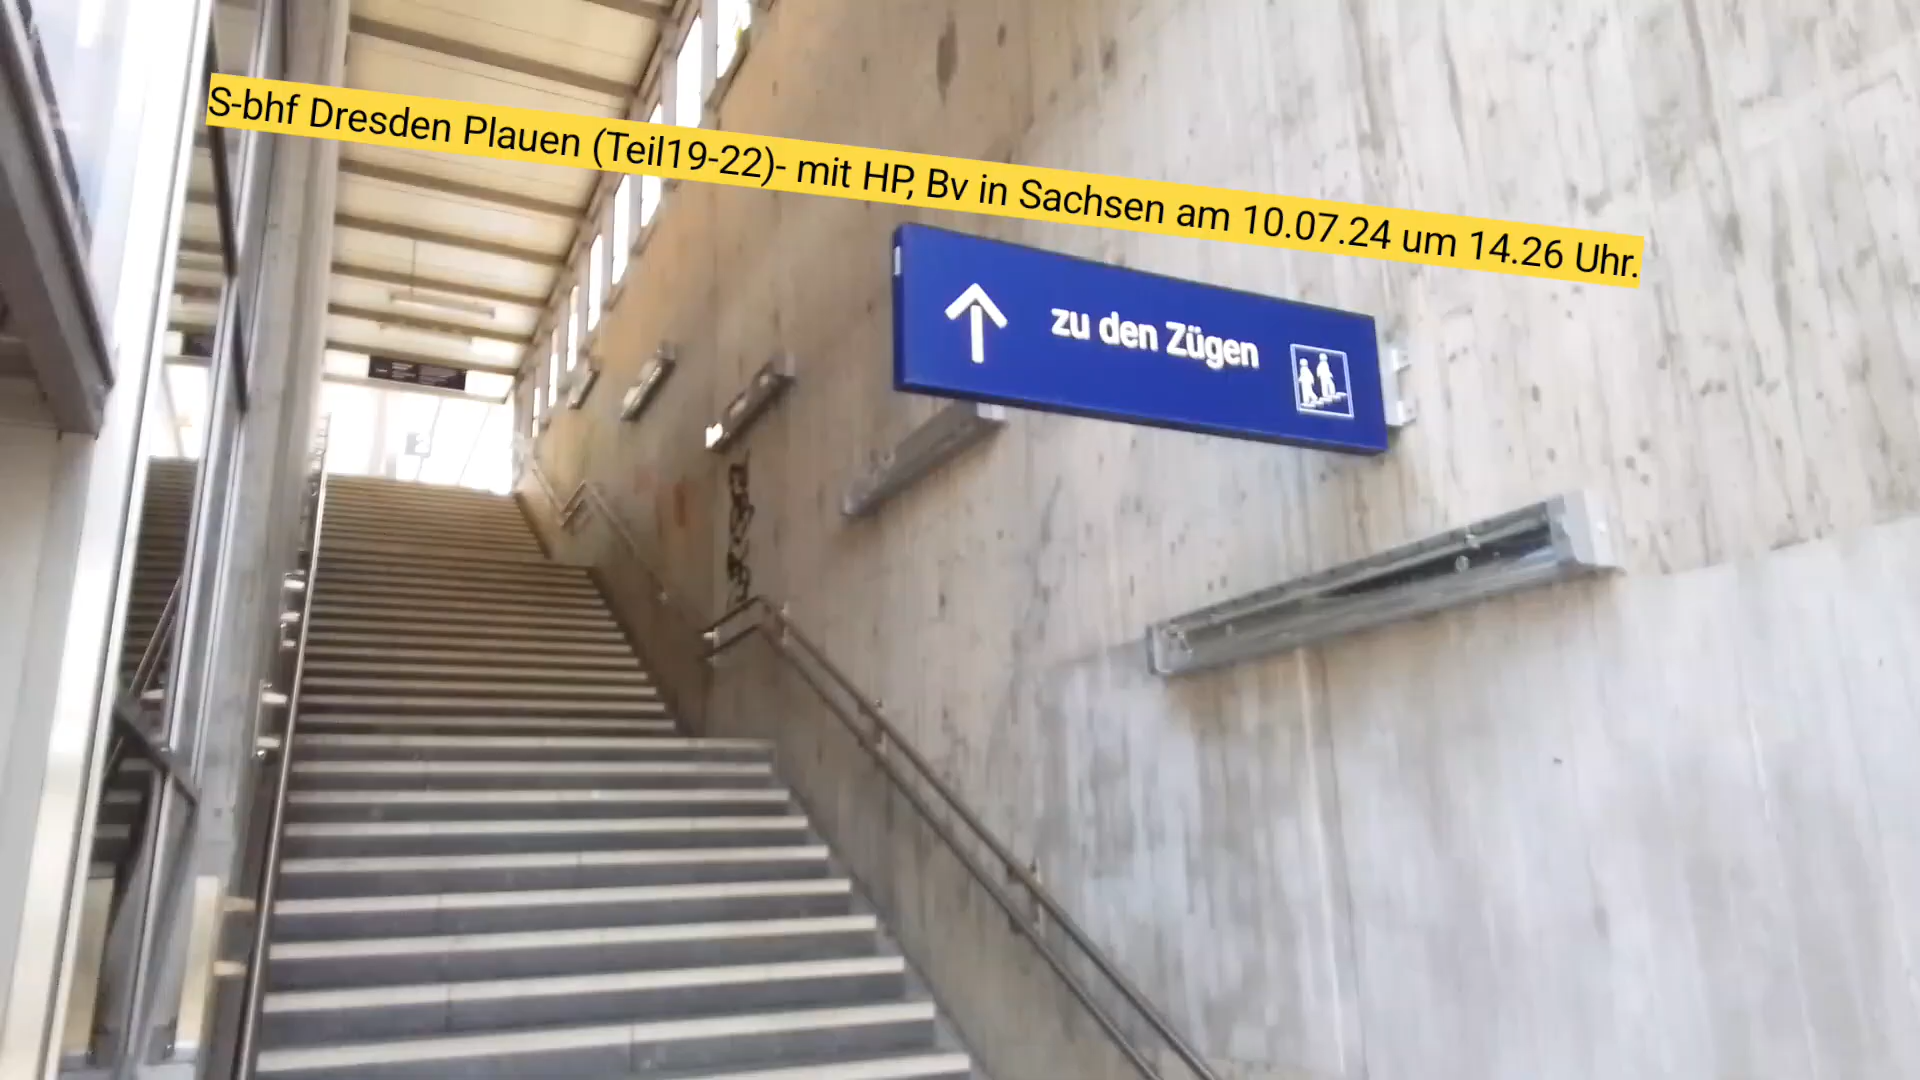 S-bhf Dresden Plauen (Teil19-22)- mit HP, Bv in Sachsen am 10.07.24 um 14.26 Uhr.
zu den Zügen
2